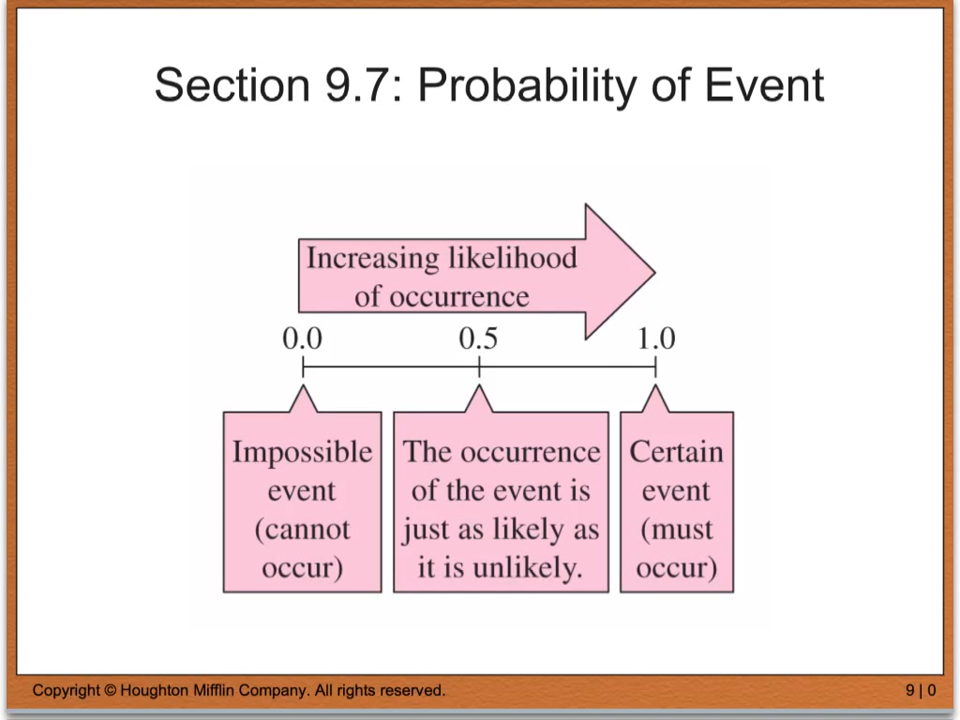 Section 9.7: Probability of Event
Increasing likelihood
of occurrence
0.0 0.5 1.0
Impossible
event
(cannot
occur)
The occurrence
of the event is
just as likely as
it is unlikely.
Certain
event
(must
occur)
Copyright © Houghton Mifflin Company. All rights reserved.
9 | 0